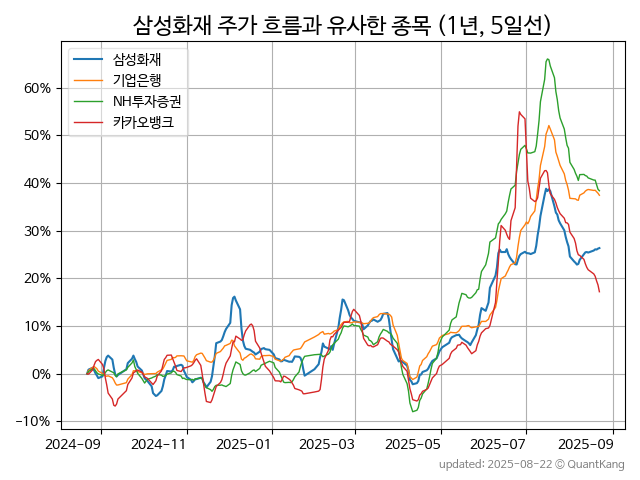 삼성화재 주가 흐름과 유사한 종목 (1년, 5일선)
삼성화재
기업은행
NH투자증권
카카오뱅크
60%
50%
40%
30%
20%
10%
0%
−10%
2024−09 2024−11 2025−01 2025−03 2025−05 2025−07 2025−09
updated: 2025-08-22 © QuantKang